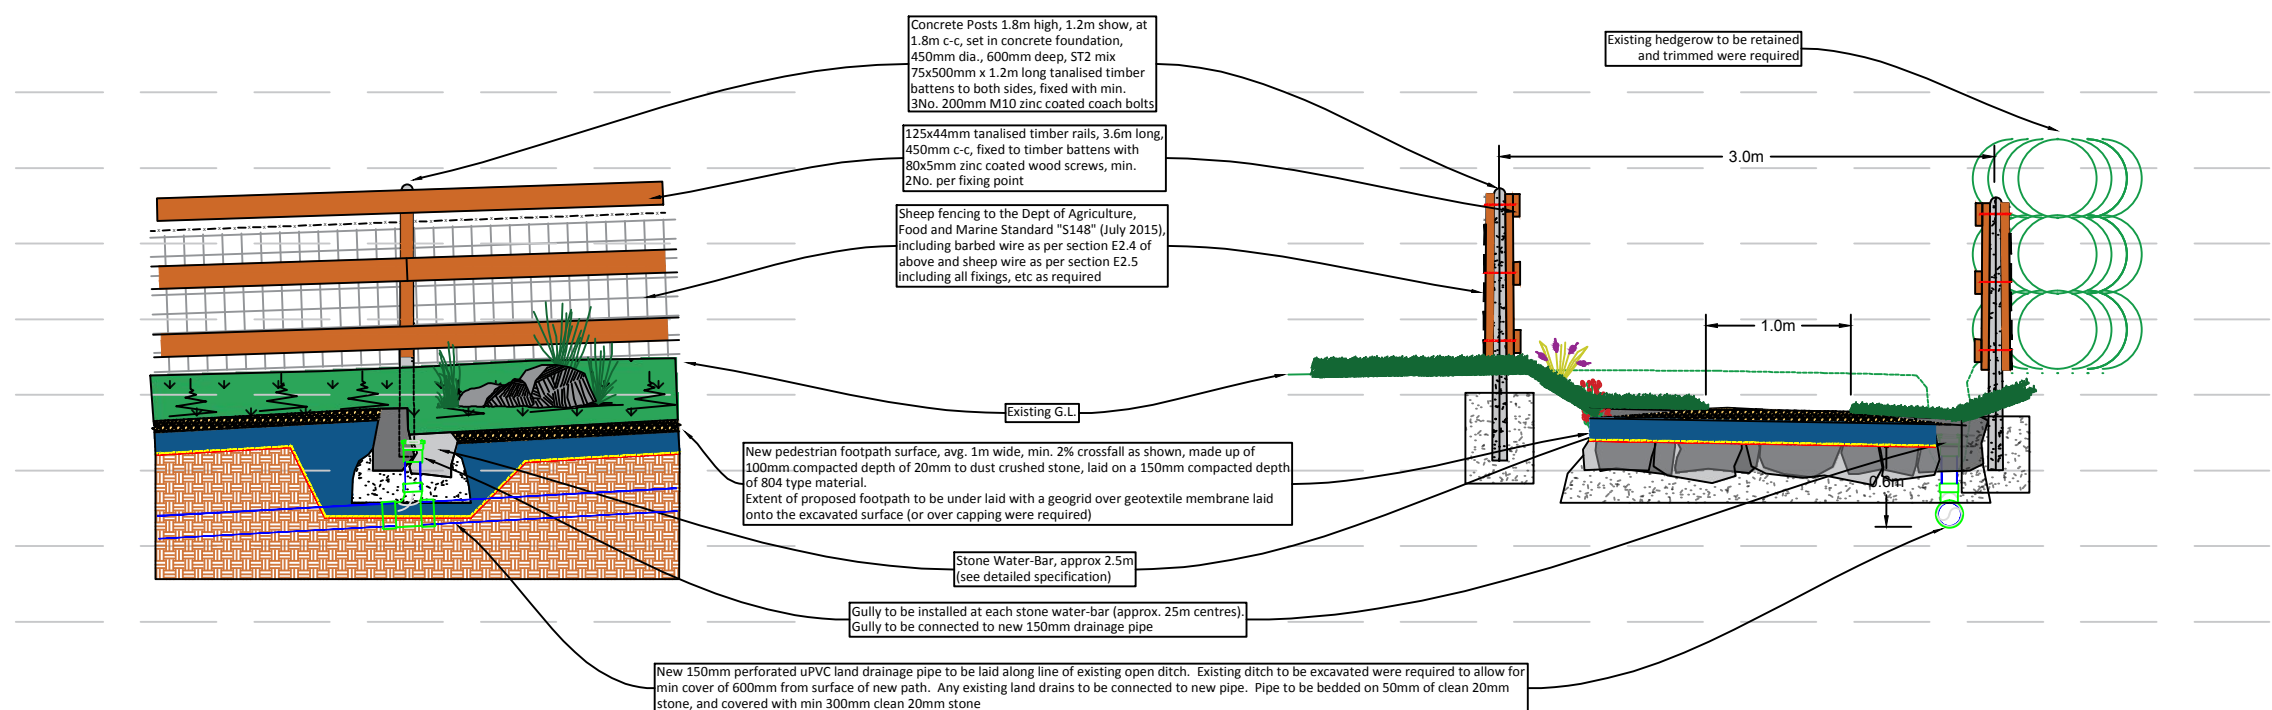 Concrete Posts 1.8m high, 1.2m show, at
1.8m c-c, set in concrete foundation,
450mm dia., 600mm deep, ST2 mix
75x500mm x 1.2m long tanalised timber
battens to both sides, fixed with min.
3No. 200mm M10 zinc coated coach bolts
Existing hedgerow to be retained
and trimmed were required
125x44mm tanalised timber rails, 3.6m long,
450mm c-c, fixed to timber battens with
80x5mm zinc coated wood screws, min.
2No. per fixing point
3.0m
Sheep fencing to the Dept of Agriculture,
Food and Marine Standard "S148" (July 2015),
including barbed wire as per section E2.4 of
above and sheep wire as per section E2.5
including all fixings, etc as required
1.0m
Existing G.L.
New pedestrian footpath surface, avg. 1m wide, min. 2% crossfall as shown, made up of
100mm compacted depth of 20mm to dust crushed stone, laid on a 150mm compacted depth
of 804 type material.
Extent of proposed footpath to be under laid with a geogrid over geotextile membrane laid
onto the excavated surface (or over capping were required)
0.6m
Stone Water-Bar, approx 2.5m
(see detailed specification)
Gully to be installed at each stone water-bar (approx. 25m centres).
Gully to be connected to new 150mm drainage pipe
New 150mm perforated uPVC land drainage pipe to be laid along line of existing open ditch.  Existing ditch to be excavated were required to allow for
min cover of 600mm from surface of new path.  Any existing land drains to be connected to new pipe.  Pipe to be bedded on 50mm of clean 20mm
stone, and covered with min 300mm clean 20mm stone